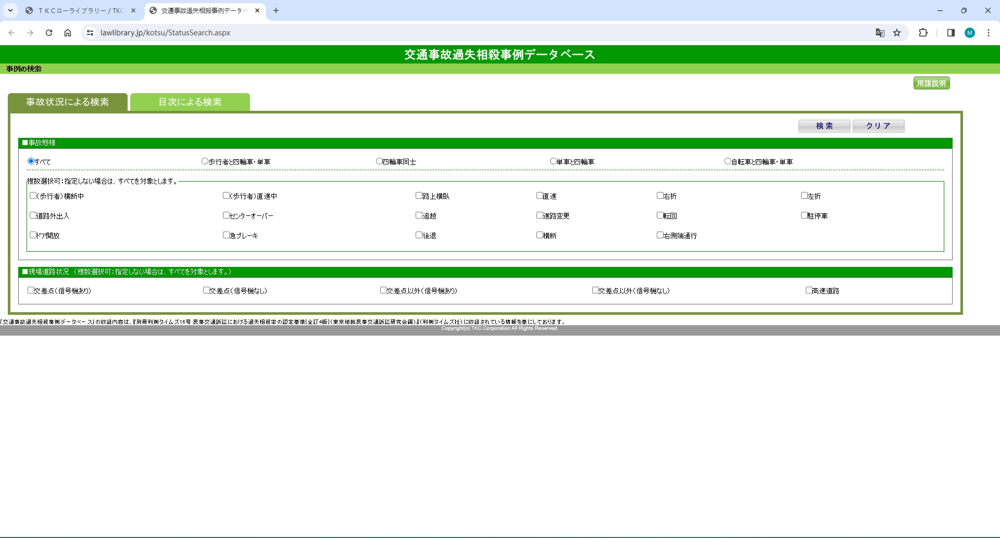 ＴＫＣローライブラリー / TKC
交通事故過失相殺事例データベ
lawlibrary.jp/kotsu/StatusSearch.aspx
M
交通事故過失相殺事例データベース
事例の検索
用語説明
事故状況による検索 目次による検索
検 索 クリア
■事故態様
すべて 歩行者と四輪車・単車 四輪車同士 単車と四輪車 自転車と四輪車・単車
複数選択可：指定しない場合は、すべてを対象とします。
（歩行者）横断中 （歩行者）直進中 路上横臥 直進 右折 左折
道路外出入 センターオーバー 追越 進路変更 転回 駐停車
ドア開放 急ブレーキ 後退 横断 右側端通行
■現場道路状況 （複数選択可：指定しない場合は、すべてを対象とします。）
交差点（信号機あり） 交差点（信号機なし） 交差点以外（信号機あり） 交差点以外（信号機なし） 高速道路
「交通事故過失相殺事例データベース」の収録内容は、『別冊判例タイムズ16号 民事交通訴訟における過失相殺率の認定基準［全訂4版］（東京地裁民事交通訴訟研究会編）』（判例タイムズ社）に収録されている情報を基にしております。
Copyright(c) TKC Corporation All Rights Reserved.